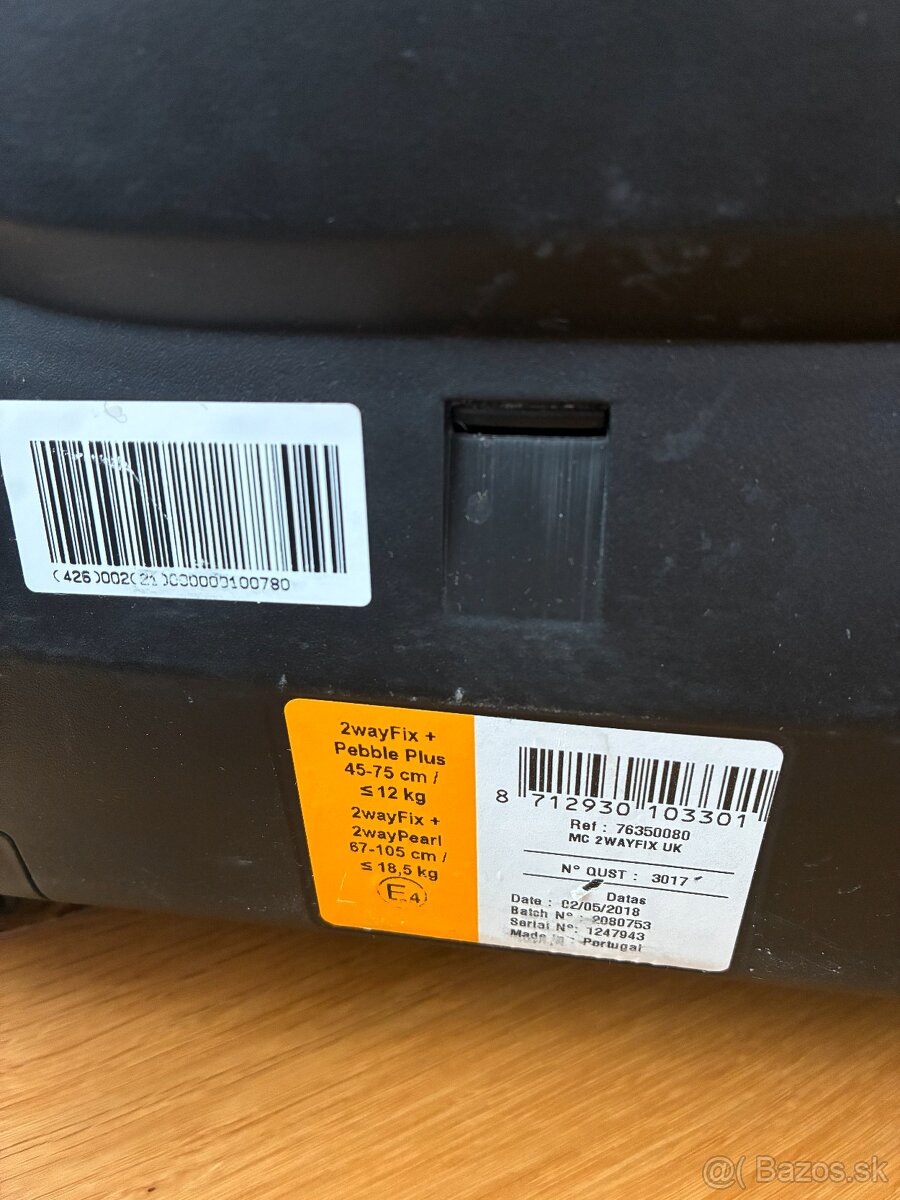 2wayFix +
Pebble Plus
45-75 cm /
≤12 kg
2wayFix +
2wayPearl
67-105 cm /
≤ 18,5 kg
E4
8 712930 103301
Ref : 76350080
MC 2WAYFIX UK
N° QUST : 3017
Datas
Date : 02/05/2018
Batch N° : 2080753
Serial N°: 1247943
Made in : Portugal
@( Bazos.sk